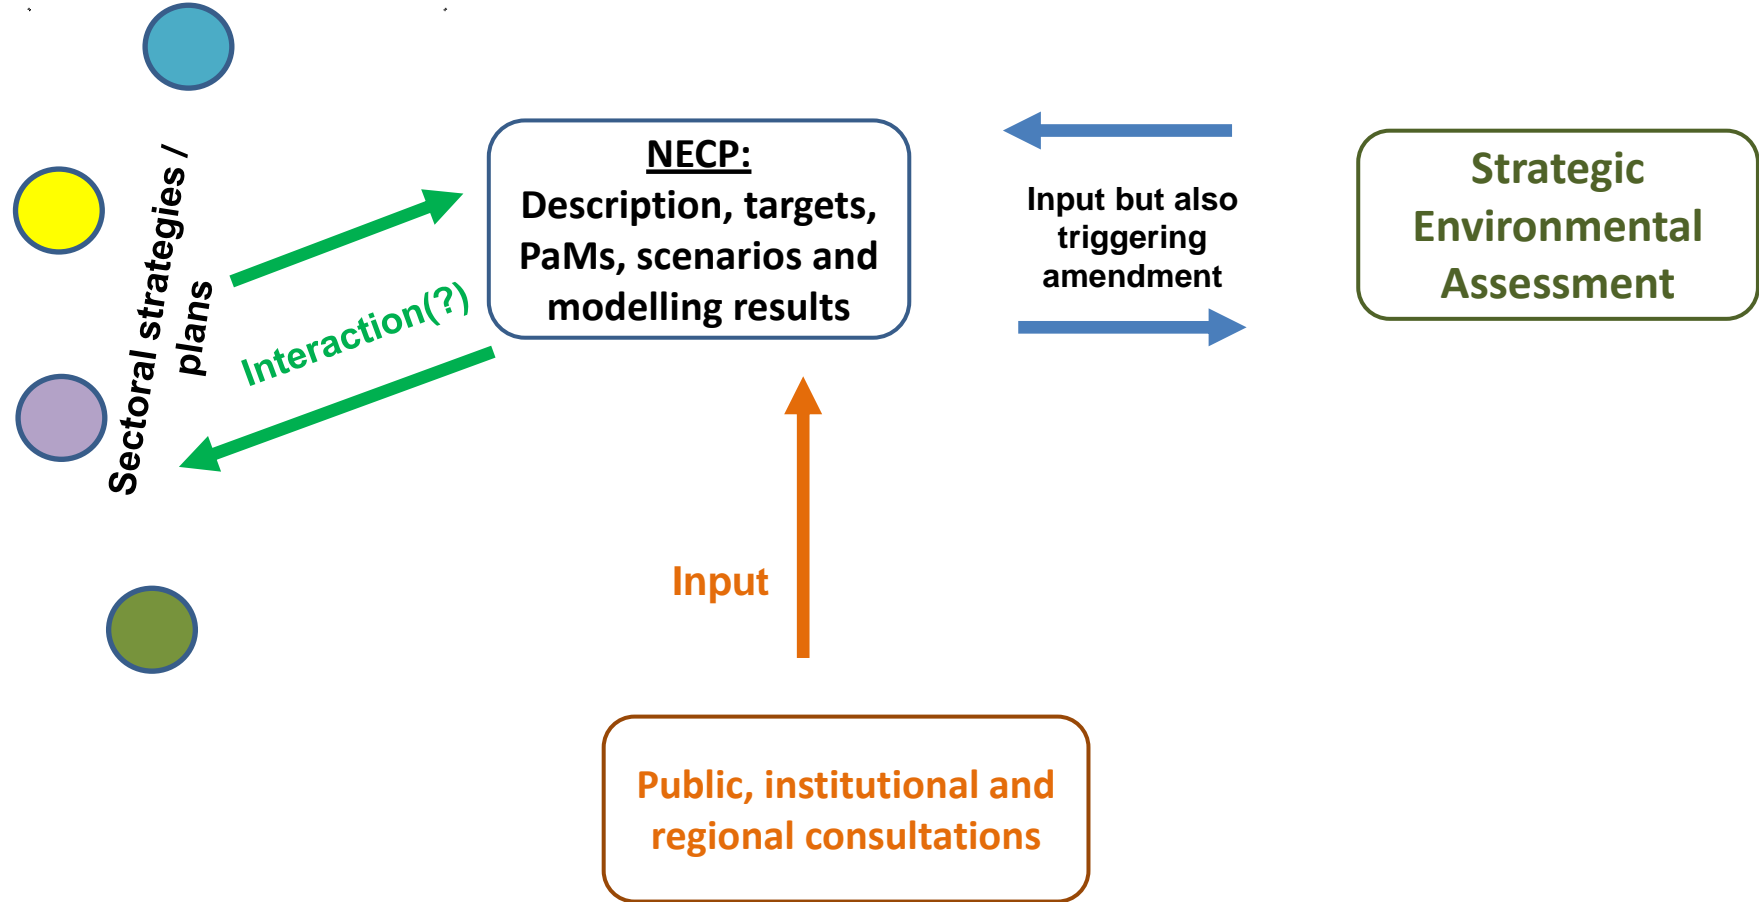 Sectoral strategies /
plans
Interaction(?)
NECP:
Description, targets,
PaMs, scenarios and
modelling results
Input but also
triggering
amendment
Strategic
Environmental
Assessment
Input
Public, institutional and
regional consultations